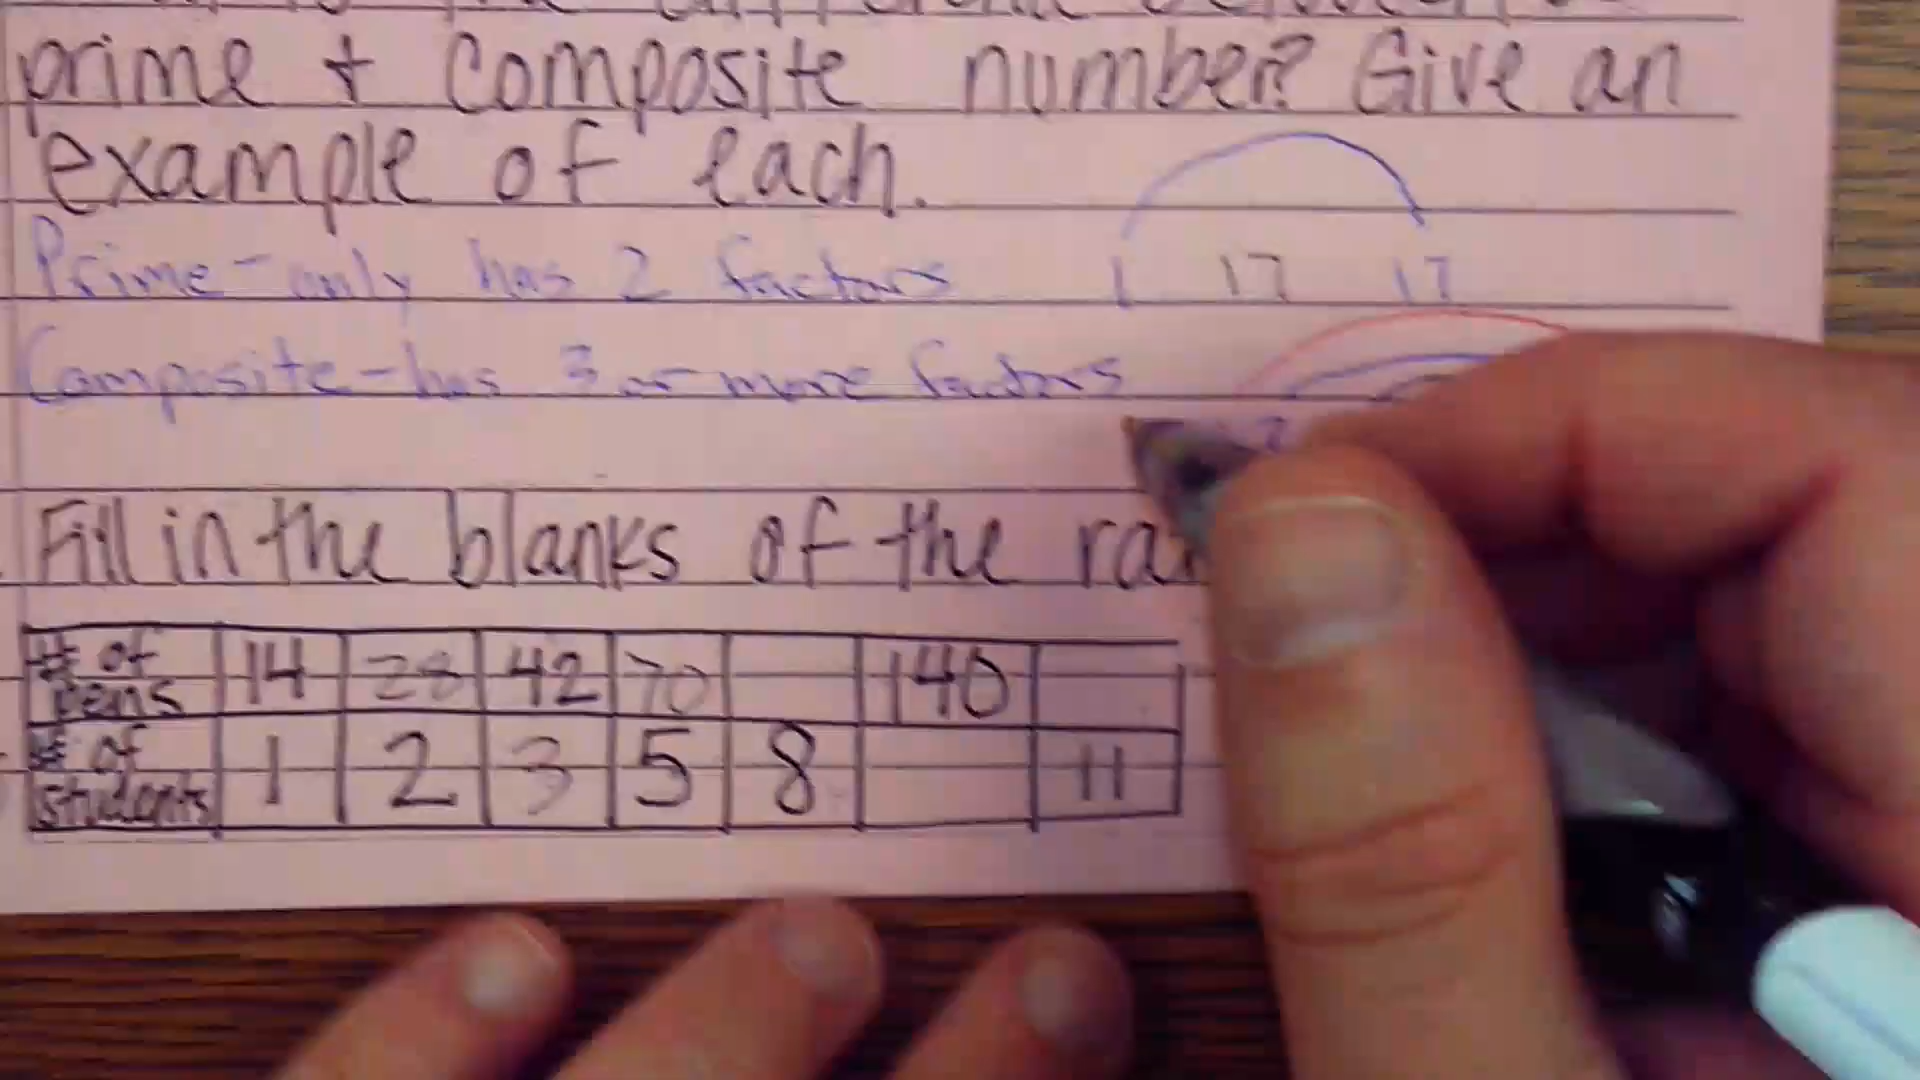 prime + composite number? Give an
example of each.
Prime - only has 2 factors 1 17 17
Composite - has 3 or more factors
Fill in the blanks of the
# of pens 14 28 42 70 140
# of students 1 2 3 5 8 11